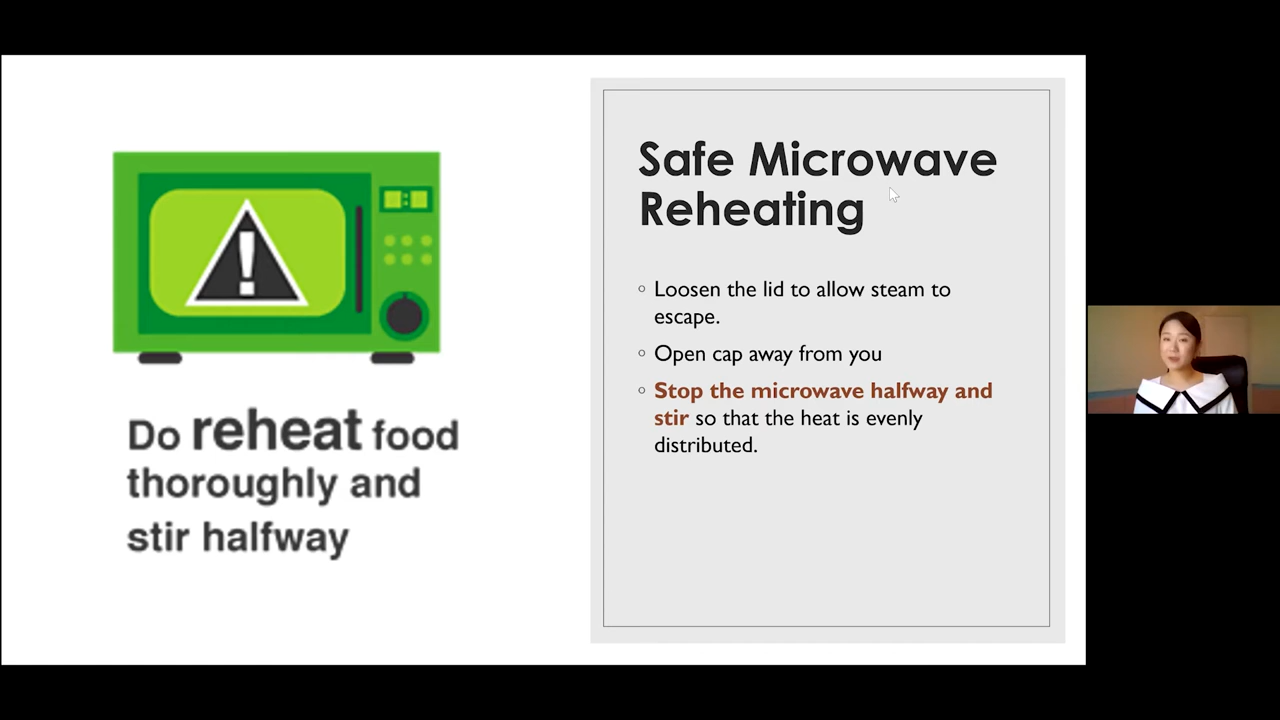 Do reheat food
thoroughly and
stir halfway
Safe Microwave
Reheating
Loosen the lid to allow steam to
escape.
Open cap away from you
Stop the microwave halfway and
stir so that the heat is evenly
distributed.